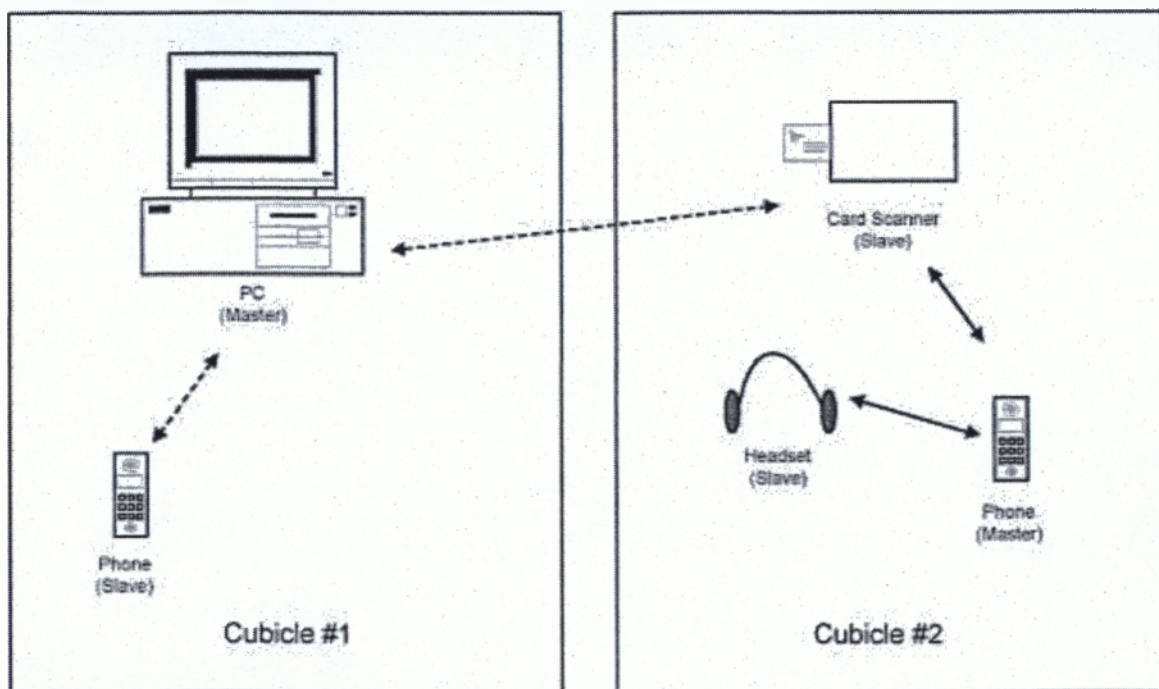 PC
(Master)
Phone
(Slave)
Cubicle #1
Card Scanner
(Slave)
Headset
(Slave)
Phone
(Master)
Cubicle #2